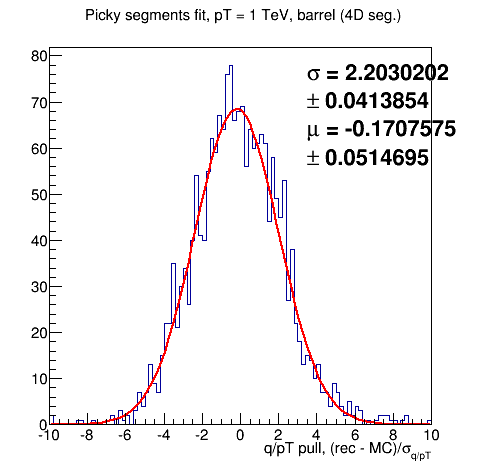 Picky segments fit, pT = 1 TeV, barrel (4D seg.)
σ = 2.2030202
± 0.0413854
μ = -0.1707575
± 0.0514695
80
70
60
50
40
30
20
10
0
-10 -8 -6 -4 -2 0 2 4 6 8 10
q/pT pull, (rec - MC)/σq/pT